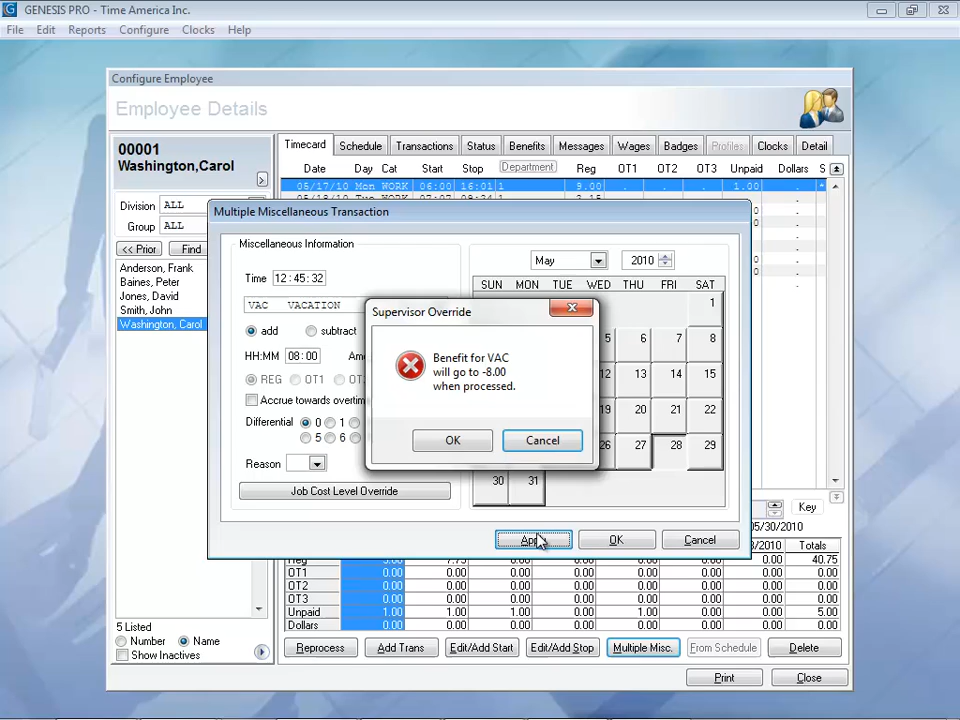 GENESIS PRO - Time America Inc.
File Edit Reports Configure Clocks Help
Configure Employee
Employee Details
00001
Washington,Carol
Timecard Schedule Transactions Status Benefits Messages Wages Badges Profiles Clocks Detail
Date Day Cat Start Stop Department Reg OT1 OT2 OT3 Unpaid Dollars S
05/17/10 Mon WORK 06:00 16:01 1 9.00 . . . 1.00 . *
Division ALL
Group ALL
<< Prior Find
Anderson, Frank
Baines, Peter
Jones, David
Smith, John
Washington, Carol
Multiple Miscellaneous Transaction
Miscellaneous Information
Time 12:45:32
VAC VACATION
add subtract
HH:MM 08:00
REG OT1
Accrue towards overtim
Differential 0 1
5 6
Reason
Job Cost Level Override
May 2010
SUN MON TUE WED THU FRI SAT
1
5 6 7 8
12 13 14 15
19 20 21 22
26 27 28 29
30 31
Supervisor Override
Benefit for VAC
will go to -8.00
when processed.
OK Cancel
OK Cancel
Key
05/30/2010
/2010 Totals
Reg 7.75 0.00 0.00 0.00 0.00 0.00 40.75
OT1 0.00 0.00 0.00 0.00 0.00 0.00 0.00 0.00
OT2 0.00 0.00 0.00 0.00 0.00 0.00 0.00 0.00
OT3 0.00 0.00 0.00 0.00 0.00 0.00 0.00 0.00
Unpaid 1.00 1.00 1.00 0.00 1.00 0.00 0.00 5.00
Dollars 0.00 0.00 0.00 0.00 0.00 0.00 0.00 0.00
5 Listed
Number Name
Show Inactives
Reprocess Add Trans Edit/Add Start Edit/Add Stop Multiple Misc. From Schedule Delete
Print Close